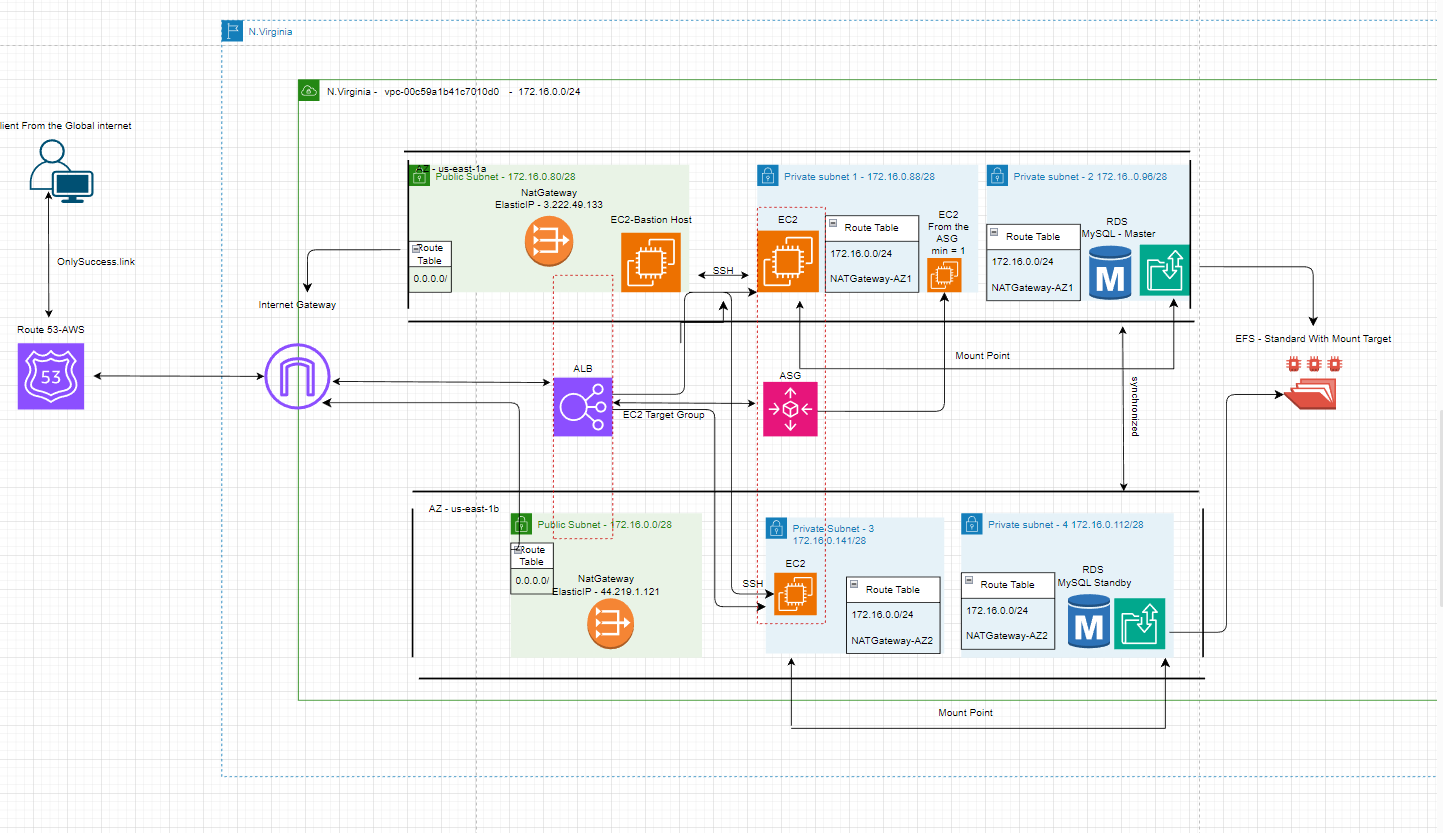 N.Virginia
N.Virginia - vpc-00c59a1b41c7010d0 - 172.16.0.0/24
lient From the Global internet
OnlySuccess.link
Route 53-AWS
53
Internet Gateway
AZ - us-east-1a
Public Subnet - 172.16.0.80/28
NatGateway
ElasticIP - 3.222.49.133
EC2-Bastion Host
Route
Table
0.0.0.0/
SSH
Private subnet 1 - 172.16.0.88/28
EC2
Route Table
172.16.0.0/24
NATGateway-AZ1
EC2
From the
ASG
min = 1
Private subnet - 2 172.16..0.96/28
Route Table
172.16.0.0/24
NATGateway-AZ1
RDS
MySQL - Master
M
EFS - Standard With Mount Target
Mount Point
synchronized
ALB
EC2 Target Group
ASG
AZ - us-east-1b
Public Subnet - 172.16.0.0/28
Route
Table
0.0.0.0/
NatGateway
ElasticIP - 44.219.1.121
Private Subnet - 3
172.16.0.141/28
EC2
SSH
Route Table
172.16.0.0/24
NATGateway-AZ2
Private subnet - 4 172.16.0.112/28
Route Table
172.16.0.0/24
NATGateway-AZ2
RDS
MySQL Standby
M
Mount Point